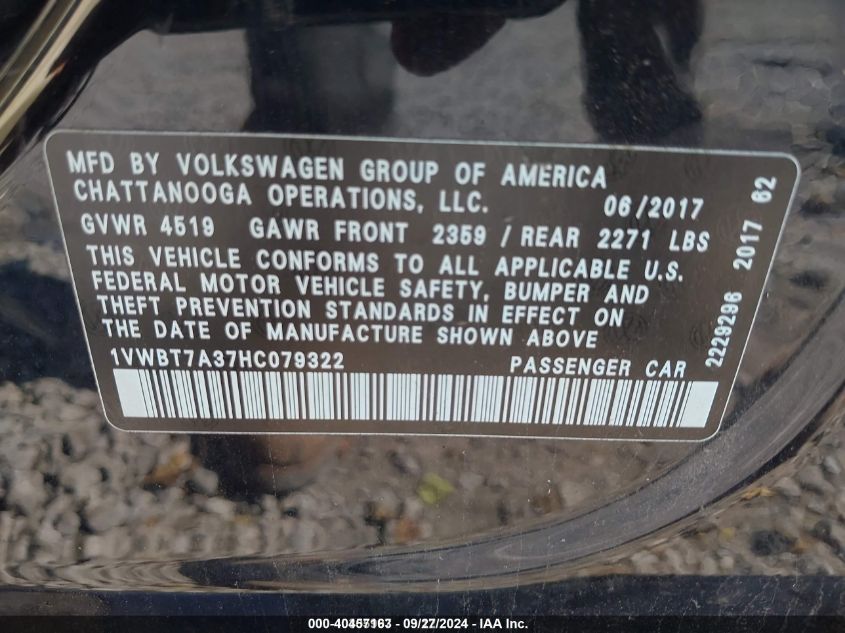 MFD BY VOLKSWAGEN GROUP OF AMERICA
CHATTANOOGA OPERATIONS, LLC. 06/2017
GVWR 4519 GAWR FRONT 2359 / REAR 2271 LBS
THIS VEHICLE CONFORMS TO ALL APPLICABLE U.S.
FEDERAL MOTOR VEHICLE SAFETY, BUMPER AND
THEFT PREVENTION STANDARDS IN EFFECT ON
THE DATE OF MANUFACTURE SHOWN ABOVE
1VWBT7A37HC079322 PASSENGER CAR
2229296 2017 62
09/27/2024 - IAA Inc.